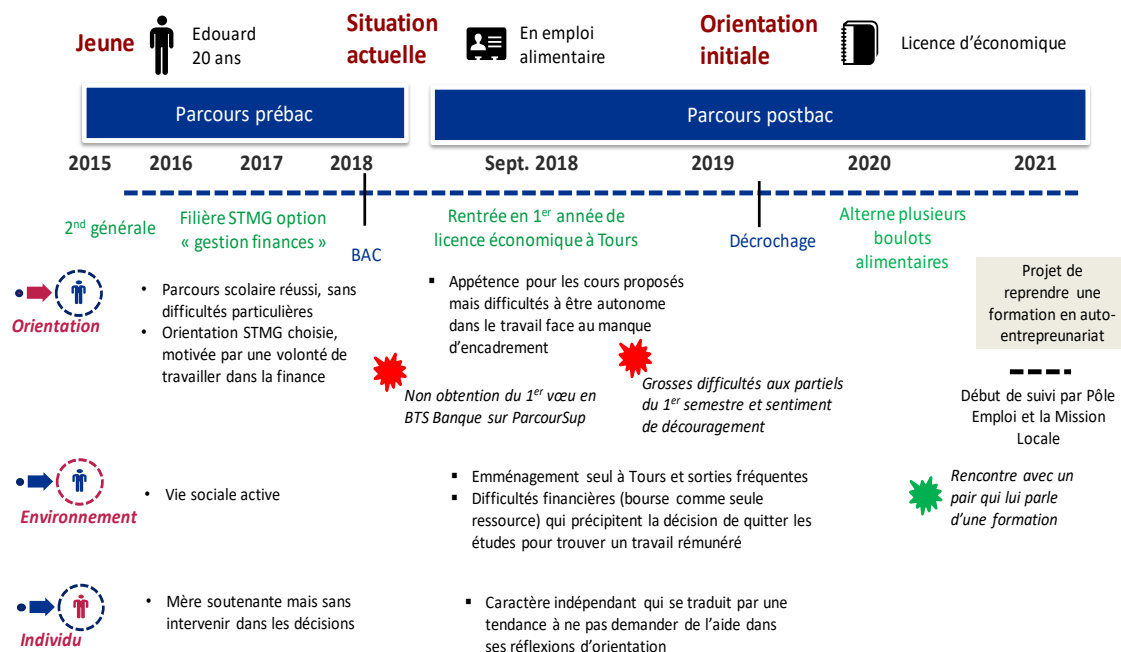 Jeune
Edouard
20 ans
Situation
actuelle
En emploi
alimentaire
Orientation
initiale
Licence d'économique
Parcours prébac
Parcours postbac
2015
2016
2017
2018
Sept. 2018
2019
2020
2021
2nd générale
Filière STMG option
« gestion finances »
BAC
Rentrée en 1er année de
licence économique à Tours
Décrochage
Alterne plusieurs
boulots
alimentaires
Orientation
• Parcours scolaire réussi, sans
difficultés particulières
• Orientation STMG choisie,
motivée par une volonté de
travailler dans la finance
▪ Appétence pour les cours proposés
mais difficultés à être autonome
dans le travail face au manque
d'encadrement
Non obtention du 1er vœu en
BTS Banque sur ParcourSup
Grosses difficultés aux partiels
du 1er semestre et sentiment
de découragement
Projet de
reprendre une
formation en auto-
entrepreunariat
Début de suivi par Pôle
Emploi et la Mission
Locale
Environnement
• Vie sociale active
▪ Emménagement seul à Tours et sorties fréquentes
▪ Difficultés financières (bourse comme seule
ressource) qui précipitent la décision de quitter les
études pour trouver un travail rémunéré
Rencontre avec un
pair qui lui parle
d'une formation
Individu
• Mère soutenante mais sans
intervenir dans les décisions
▪ Caractère indépendant qui se traduit par une
tendance à ne pas demander de l'aide dans
ses réflexions d'orientation